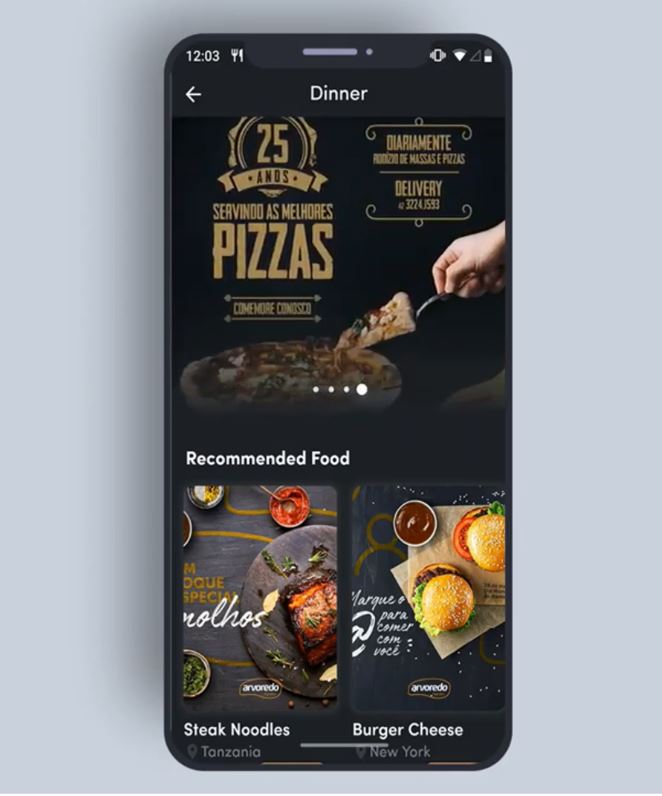 12:03
Dinner
25
ANOS
SERVINDO AS MELHORES
PIZZAS
COMEMORE CONOSCO
DIARIAMENTE
RODÍZIO DE MASSAS E PIZZAS
DELIVERY
42 3224.1593
Recommended Food
M
OQUE
SPECIAL
molhos
arvoredo
Marque o
@ para
comer
com
você
arvoredo
Steak Noodles
Tanzania
Burger Cheese
New York